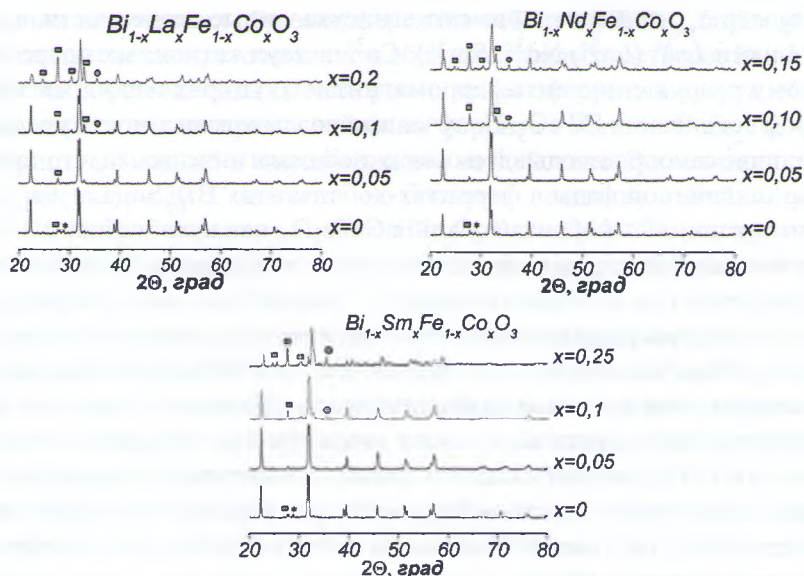 Bi₁₋ₓLaₓFe₁₋ₓCoₓO₃
x=0,2
x=0,1
x=0,05
x=0
20 30 40 50 60 70 80
2Θ, град
Bi₁₋ₓNdₓFe₁₋ₓCoₓO
x=0,15
x=0,10
x=0,05
x=0
20 30 40 50 60 70 80
2Θ, град
Bi₁₋ₓSmₓFe₁₋ₓCoₓO₃
x=0,25
x=0,1
x=0,05
x=0
20 30 40 50 60 70 80
2Θ, град